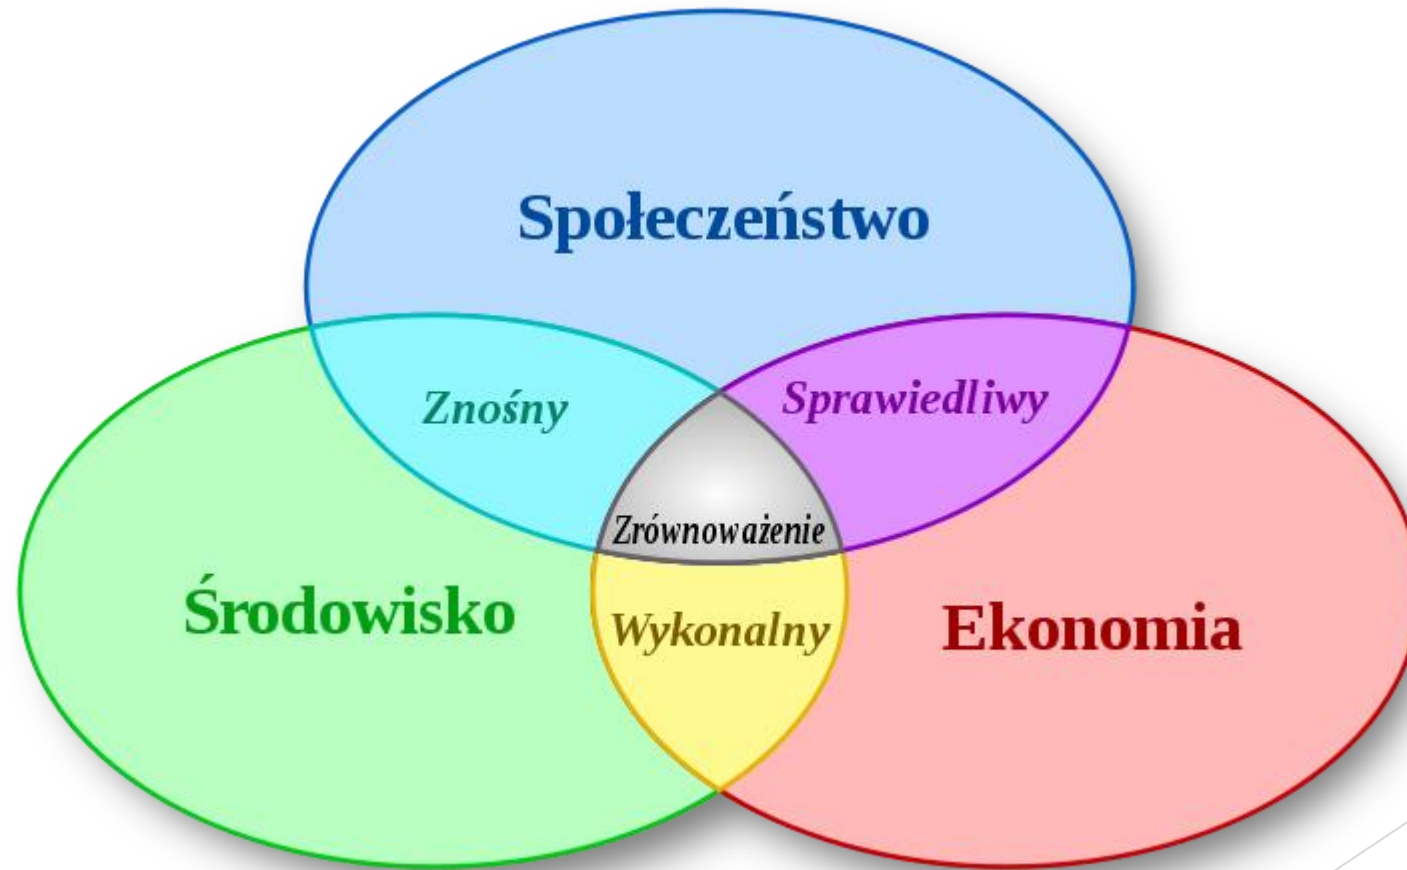 Społeczeństwo
Znośny
Sprawiedliwy
Zrównoważenie
Środowisko
Wykonalny
Ekonomia